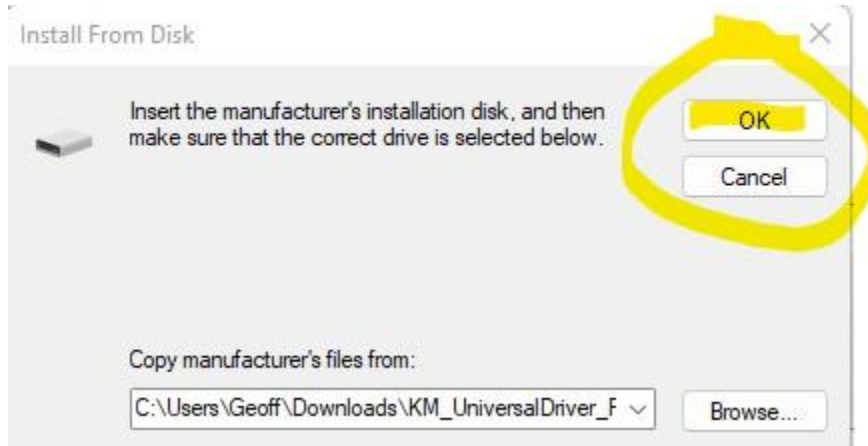 Install From Disk
Insert the manufacturer's installation disk, and then
make sure that the correct drive is selected below.
OK
Cancel
Copy manufacturer's files from:
C:\Users\Geoff\Downloads\KM_UniversalDriver_F
Browse...